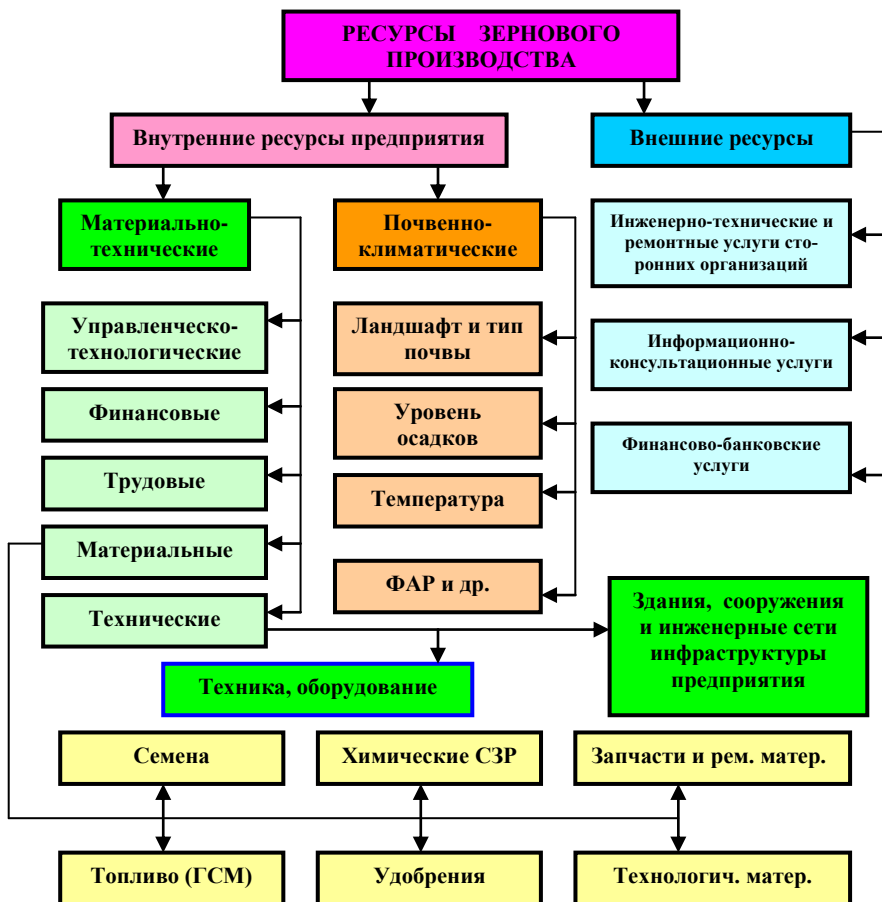 РЕСУРСЫ ЗЕРНОВОГО
ПРОИЗВОДСТВА
Внутренние ресурсы предприятия
Внешние ресурсы
Материально-
технические
Почвенно-
климатические
Инженерно-технические и
ремонтные услуги сто-
ронних организаций
Управленческо-
технологические
Ландшафт и тип
почвы
Информационно-
консультационные услуги
Финансовые
Уровень
осадков
Финансово-банковские
услуги
Трудовые
Температура
Материальные
ФАР и др.
Технические
Здания, сооружения
и инженерные сети
инфраструктуры
предприятия
Техника, оборудование
Семена
Химические СЗР
Запчасти и рем. матер.
Топливо (ГСМ)
Удобрения
Технологич. матер.